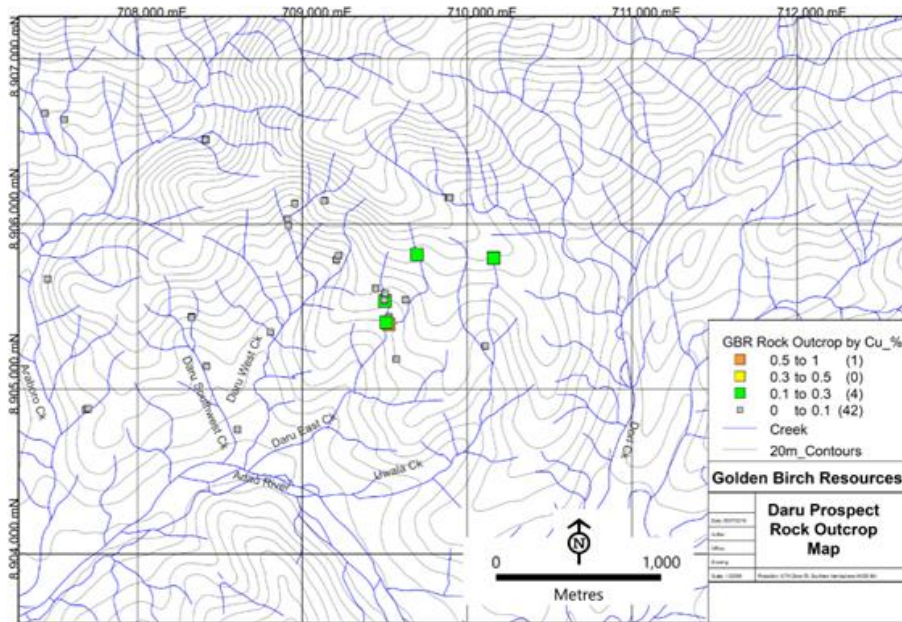 708,000 mE
709,000 mE
710,000 mE
711,000 mE
712,000 mE
8,907,000 mN
8,906,000 mN
8,905,000 mN
8,904,000 mN
Araboro Ck
Daru Southwest Ck
Daru West Ck
Daru East Ck
Uwala Ck
Adau River
Dori Ck
N
0 1,000
Metres
GBR Rock Outcrop by Cu_%
0.5 to 1 (1)
0.3 to 0.5 (0)
0.1 to 0.3 (4)
0 to 0.1 (42)
Creek
20m_Contours
Golden Birch Resources
Daru Prospect
Rock Outcrop
Map